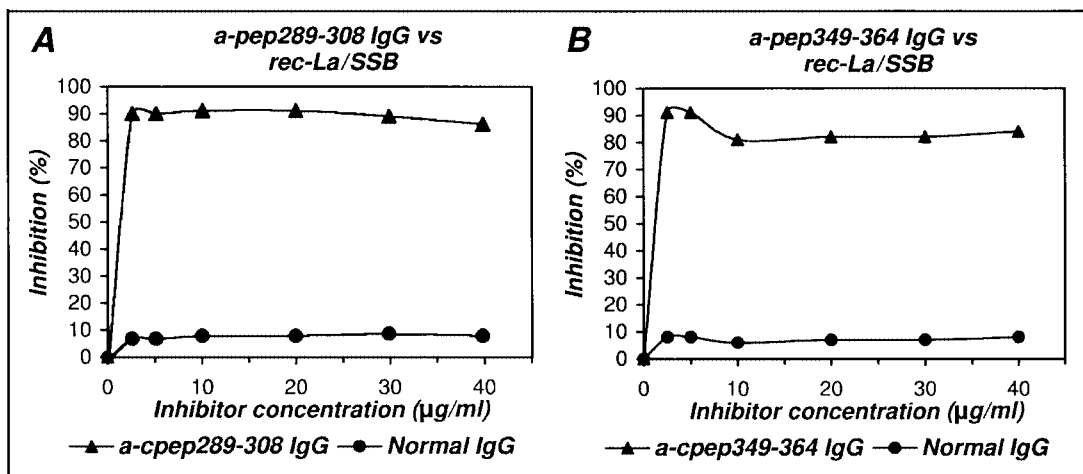 A
a-pep289-308 IgG vs
rec-La/SSB
100
90
80
70
60
50
40
30
20
10
0
Inhibition (%)
0 10 20 30 40
Inhibitor concentration (µg/ml)
a-cpep289-308 IgG Normal IgG
B
a-pep349-364 IgG vs
rec-La/SSB
100
90
80
70
60
50
40
30
20
10
0
Inhibition (%)
0 10 20 30 40
Inhibitor concentration (µg/ml)
a-cpep349-364 IgG Normal IgG